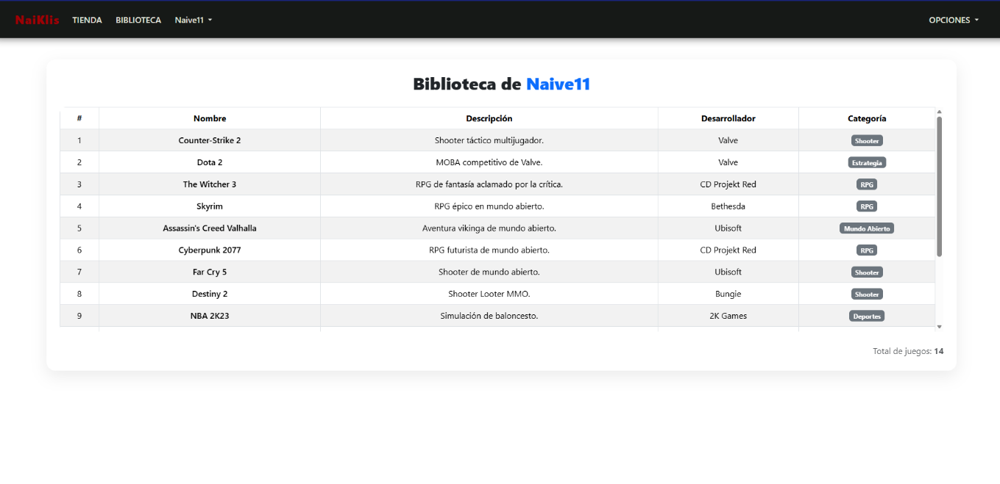 NaiKlis TIENDA BIBLIOTECA Naive11 OPCIONES
Biblioteca de Naive11
# Nombre Descripción Desarrollador Categoría
1 Counter-Strike 2 Shooter táctico multijugador. Valve Shooter
2 Dota 2 MOBA competitivo de Valve. Valve Estrategia
3 The Witcher 3 RPG de fantasía aclamado por la crítica. CD Projekt Red RPG
4 Skyrim RPG épico en mundo abierto. Bethesda RPG
5 Assassin's Creed Valhalla Aventura vikinga de mundo abierto. Ubisoft Mundo Abierto
6 Cyberpunk 2077 RPG futurista de mundo abierto. CD Projekt Red RPG
7 Far Cry 5 Shooter de mundo abierto. Ubisoft Shooter
8 Destiny 2 Shooter Looter MMO. Bungie Shooter
9 NBA 2K23 Simulación de baloncesto. 2K Games Deportes
Total de juegos: 14